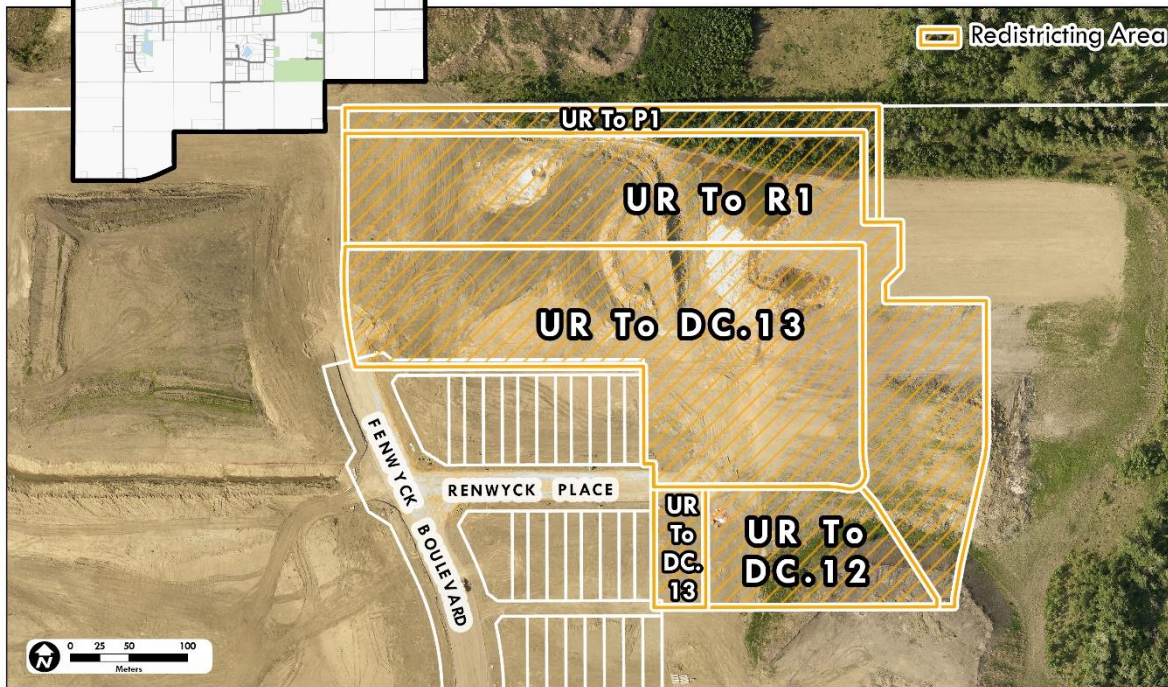 Redistricting Area
UR To P1
UR To R1
UR To DC.13
FENWYCK BOULEVARD
RENWYCK PLACE
UR
To
DC.
13
UR To
DC.12
N
0 25 50 100
Meters